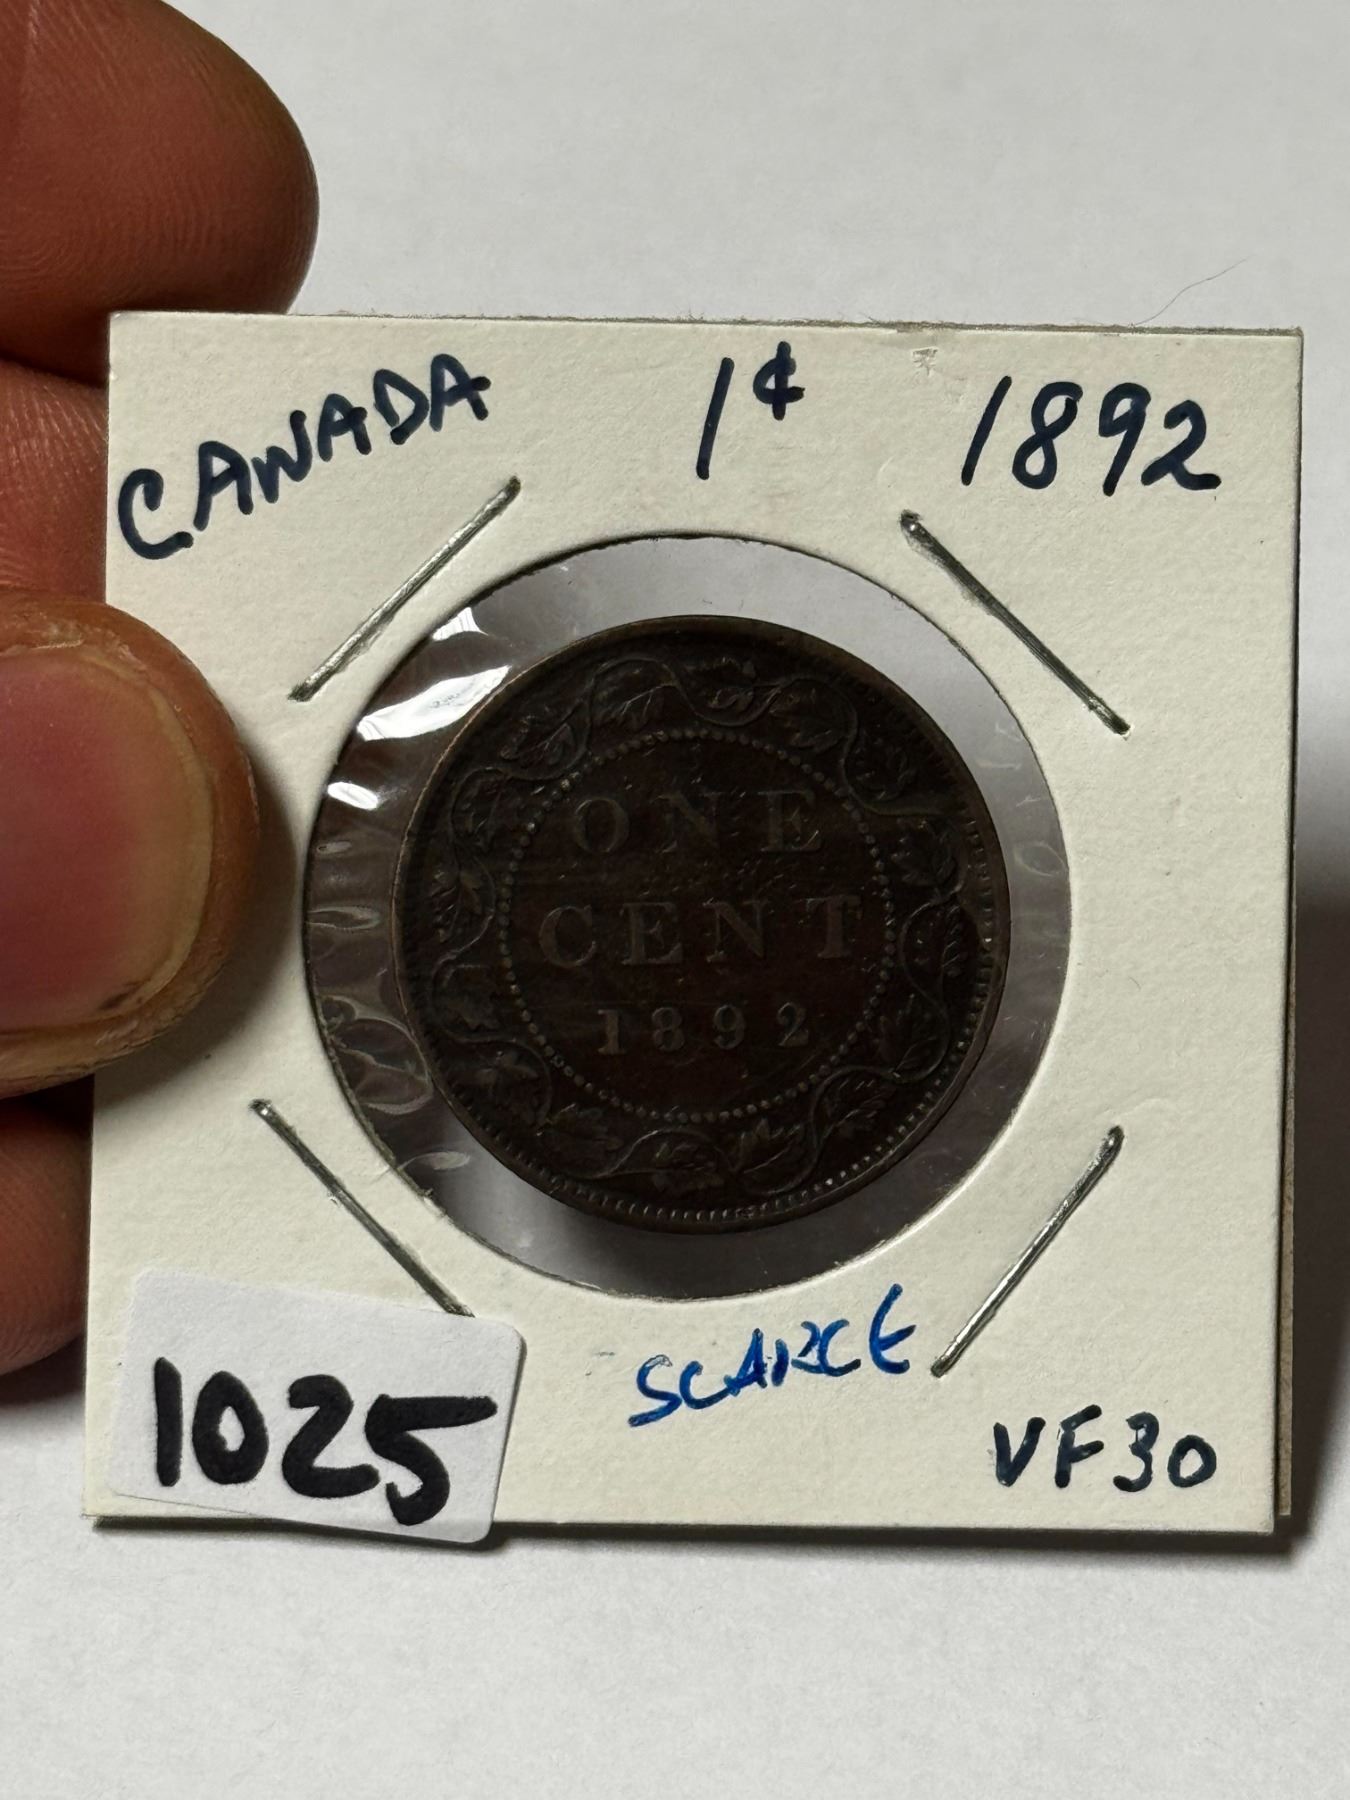 CANADA 1¢ 1892
ONE
CENT
1892
SCARCE
VF30
1025